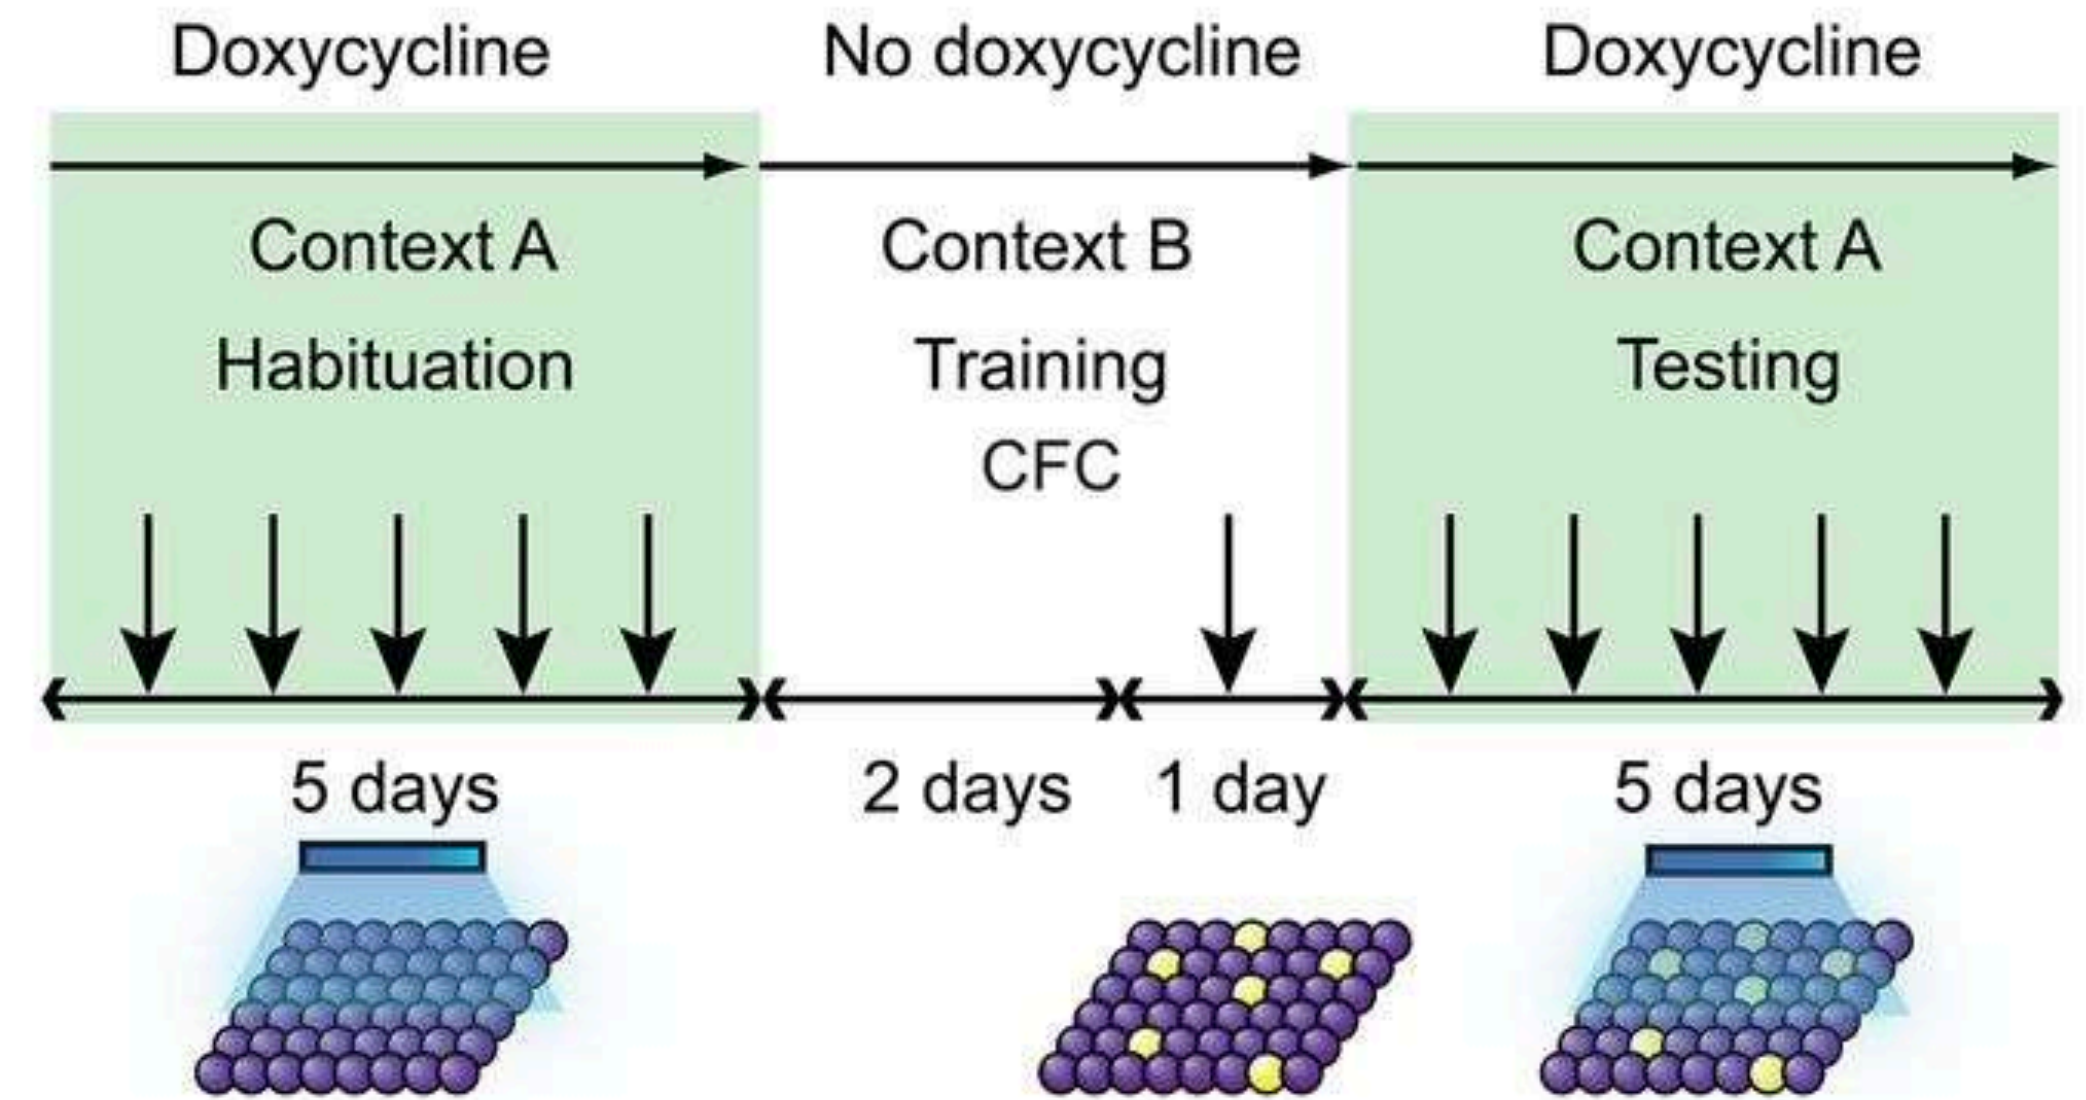 Doxycycline
No doxycycline
Doxycycline
Context A
Habituation
Context B
Training
CFC
Context A
Testing
5 days
2 days
1 day
5 days